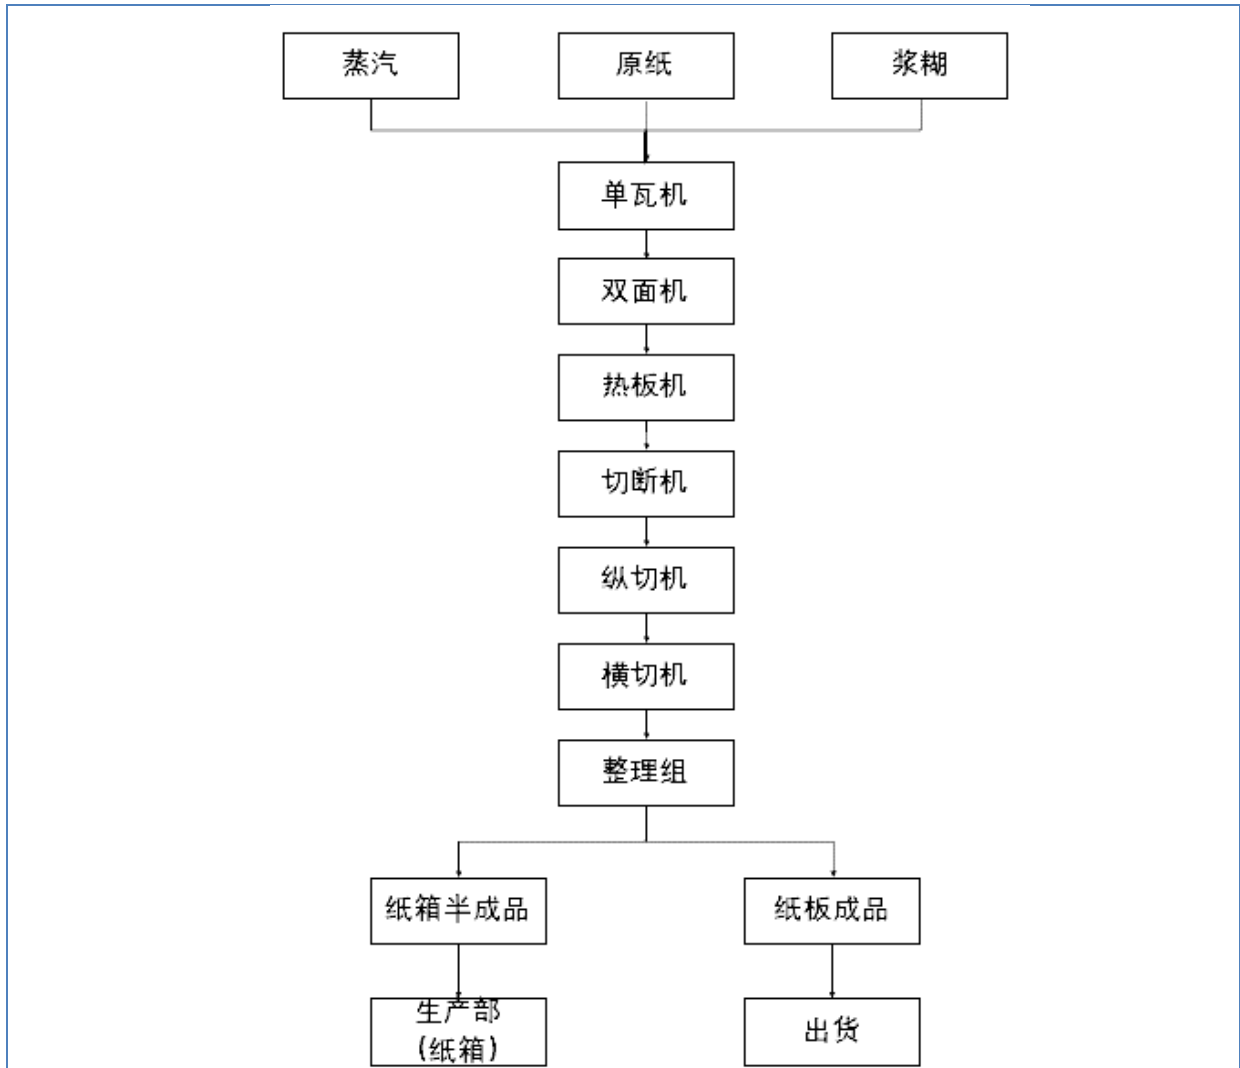 蒸汽
原纸
浆糊
单瓦机
双面机
热板机
切断机
纵切机
横切机
整理组
纸箱半成品
纸板成品
生产部
(纸箱)
出货